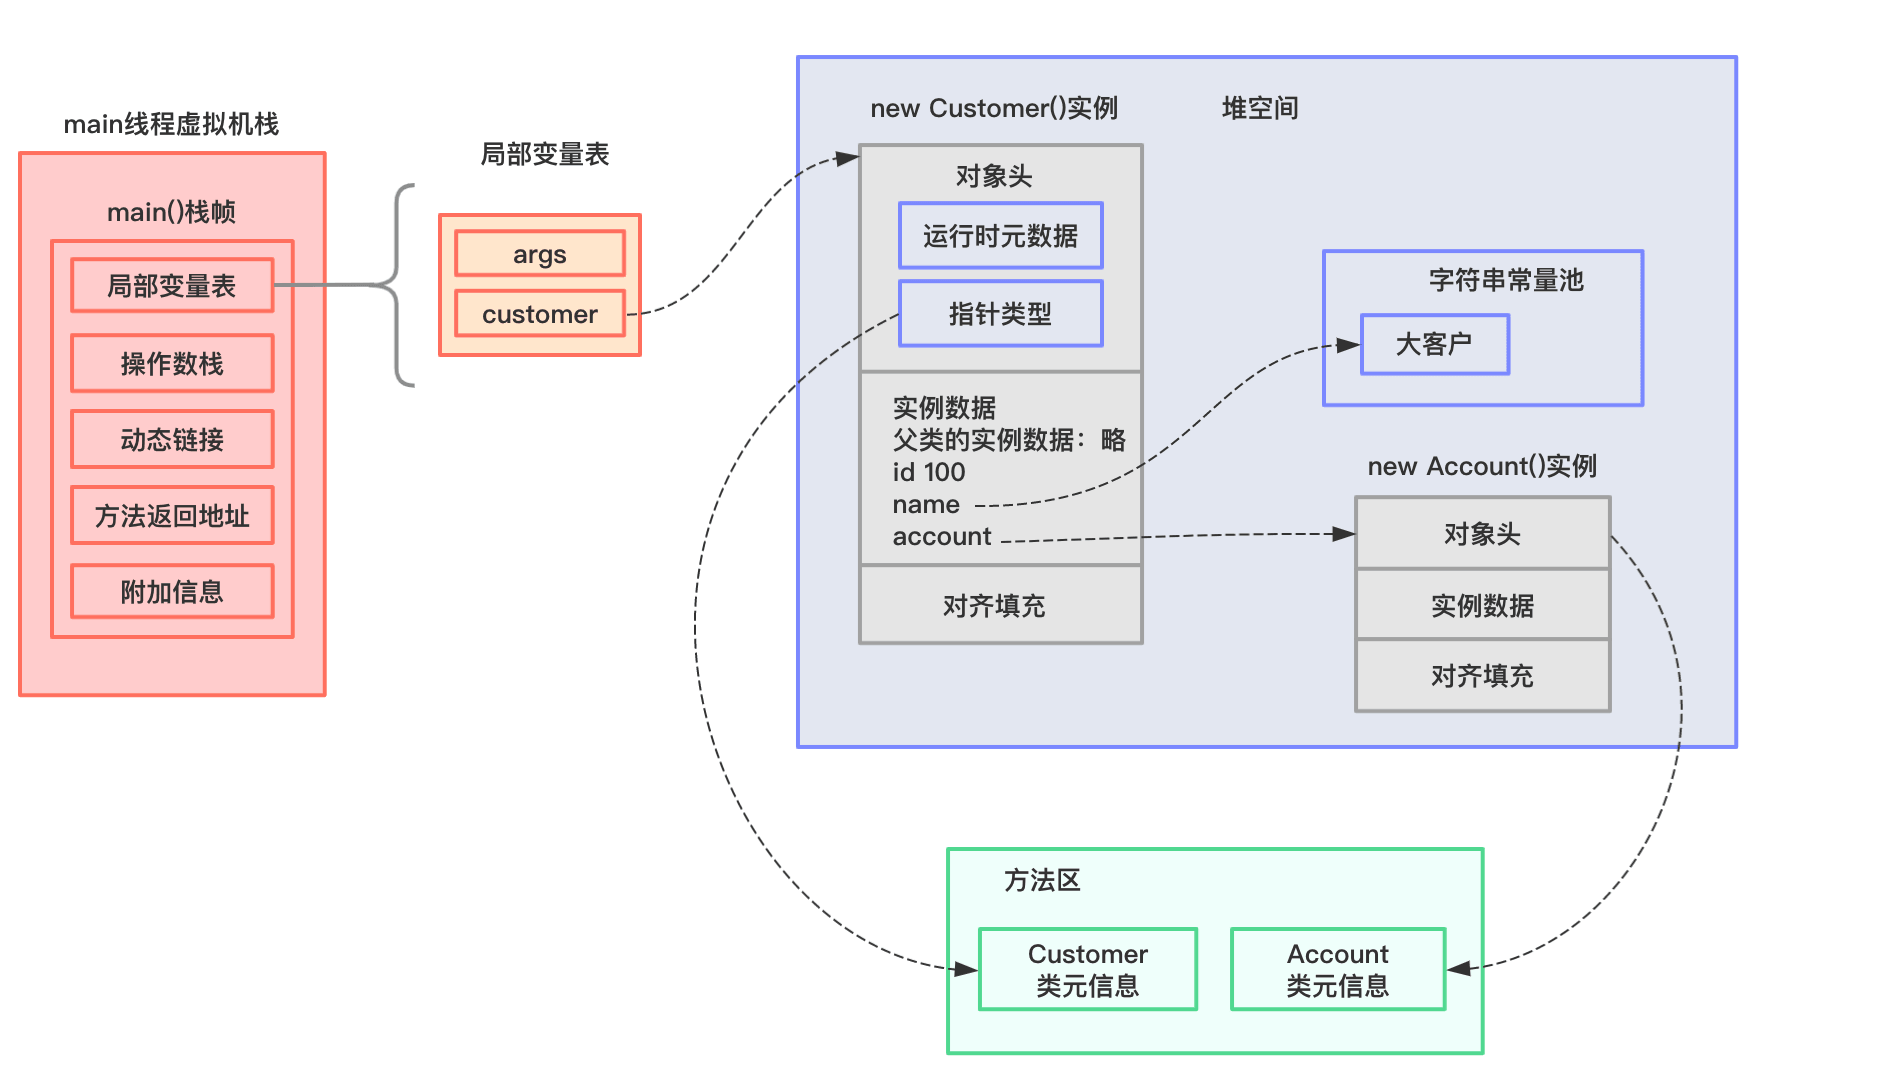 main线程虚拟机栈
main()栈帧
局部变量表
操作数栈
动态链接
方法返回地址
附加信息
局部变量表
args
customer
new Customer()实例
堆空间
对象头
运行时元数据
指针类型
实例数据
父类的实例数据：略
id 100
name
account
对齐填充
字符串常量池
大客户
new Account()实例
对象头
实例数据
对齐填充
方法区
Customer
类元信息
Account
类元信息